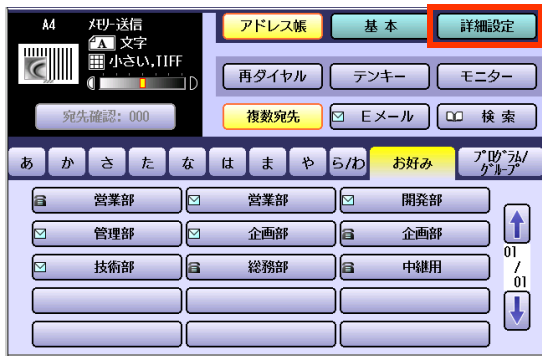 A4 ﾒﾓﾘｰ送信
A 文字
小さい,TIFF
D
宛先確認: 000
アドレス帳 基本 詳細設定
再ダイヤル テンキー モニター
複数宛先 Eメール 検索
あ か さ た な は ま や ら/わ お好み ﾌﾟﾛｸﾞﾗﾑ/
ｸﾞﾙｰﾌﾟ
営業部 営業部 開発部
管理部 企画部 企画部
技術部 総務部 中継用
01
/
01